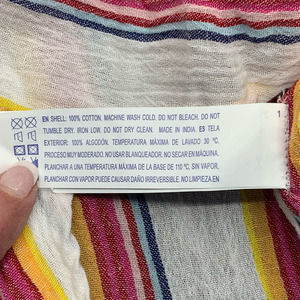 EN SHELL: 100% COTTON. MACHINE WASH COLD. DO NOT BLEACH. DO NOT
TUMBLE DRY. IRON LOW. DO NOT DRY CLEAN. MADE IN INDIA. ES TELA
EXTERIOR: 100% ALGODÓN. TEMPERATURA MÁXIMA DE LAVADO 30 ºC.
PROCESO MUY MODERADO. NO USAR BLANQUEADOR. NO SECAR EN MÁQUINA.
PLANCHAR A UNA TEMPERATURA MÁXIMA DE LA BASE DE 110 ºC, SIN VAPOR,
PLANCHAR CON VAPOR PUEDE CAUSAR DAÑO IRREVERSIBLE. NO LIMPIEZA EN
1